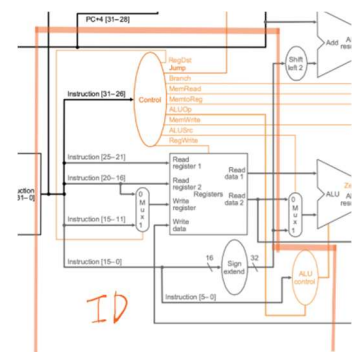 PC+4 [31–28]
RegDst
Jump
Branch
MemRead
MemtoReg
ALUOp
MemWrite
ALUSrc
RegWrite
Instruction [31–26]
Control
Shift
left 2
Add
Instruction [25–21]
Read
register 1
Read
data 1
Instruction [20–16]
Read
register 2
Registers
Read
data 2
Write
register
Write
data
0
M
u
x
1
0
M
u
x
1
ALU
Instruction [15–11]
Instruction [15–0]
16
Sign
extend
32
ALU
control
Instruction [5–0]
ID